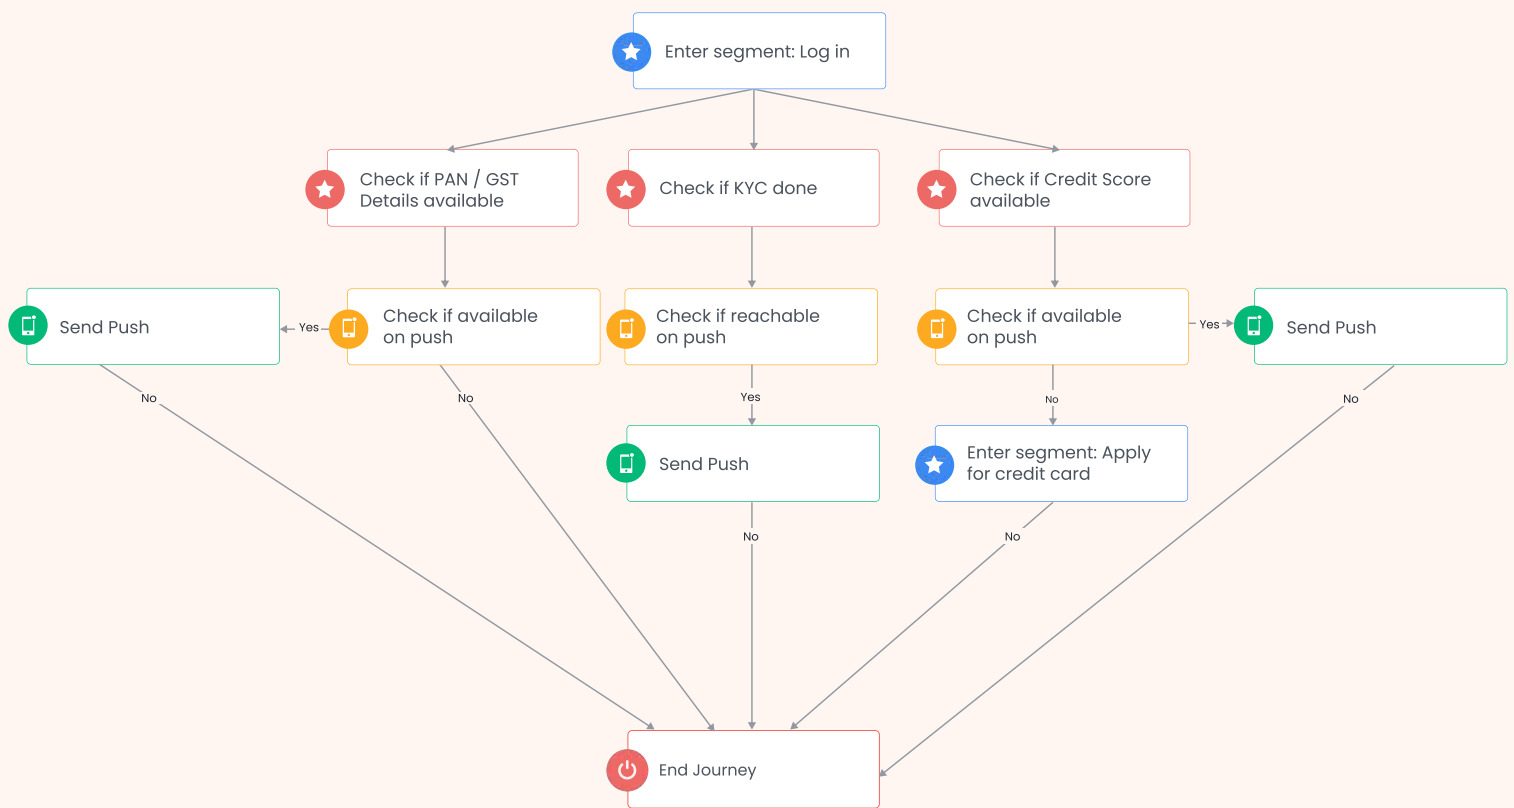 Enter segment: Log in
Check if PAN / GST
Details available
Check if KYC done
Check if Credit Score
available
Send Push
Yes
Check if available
on push
Check if reachable
on push
Check if available
on push
Yes
Send Push
No
No
Yes
No
No
Send Push
Enter segment: Apply
for credit card
No
No
End Journey